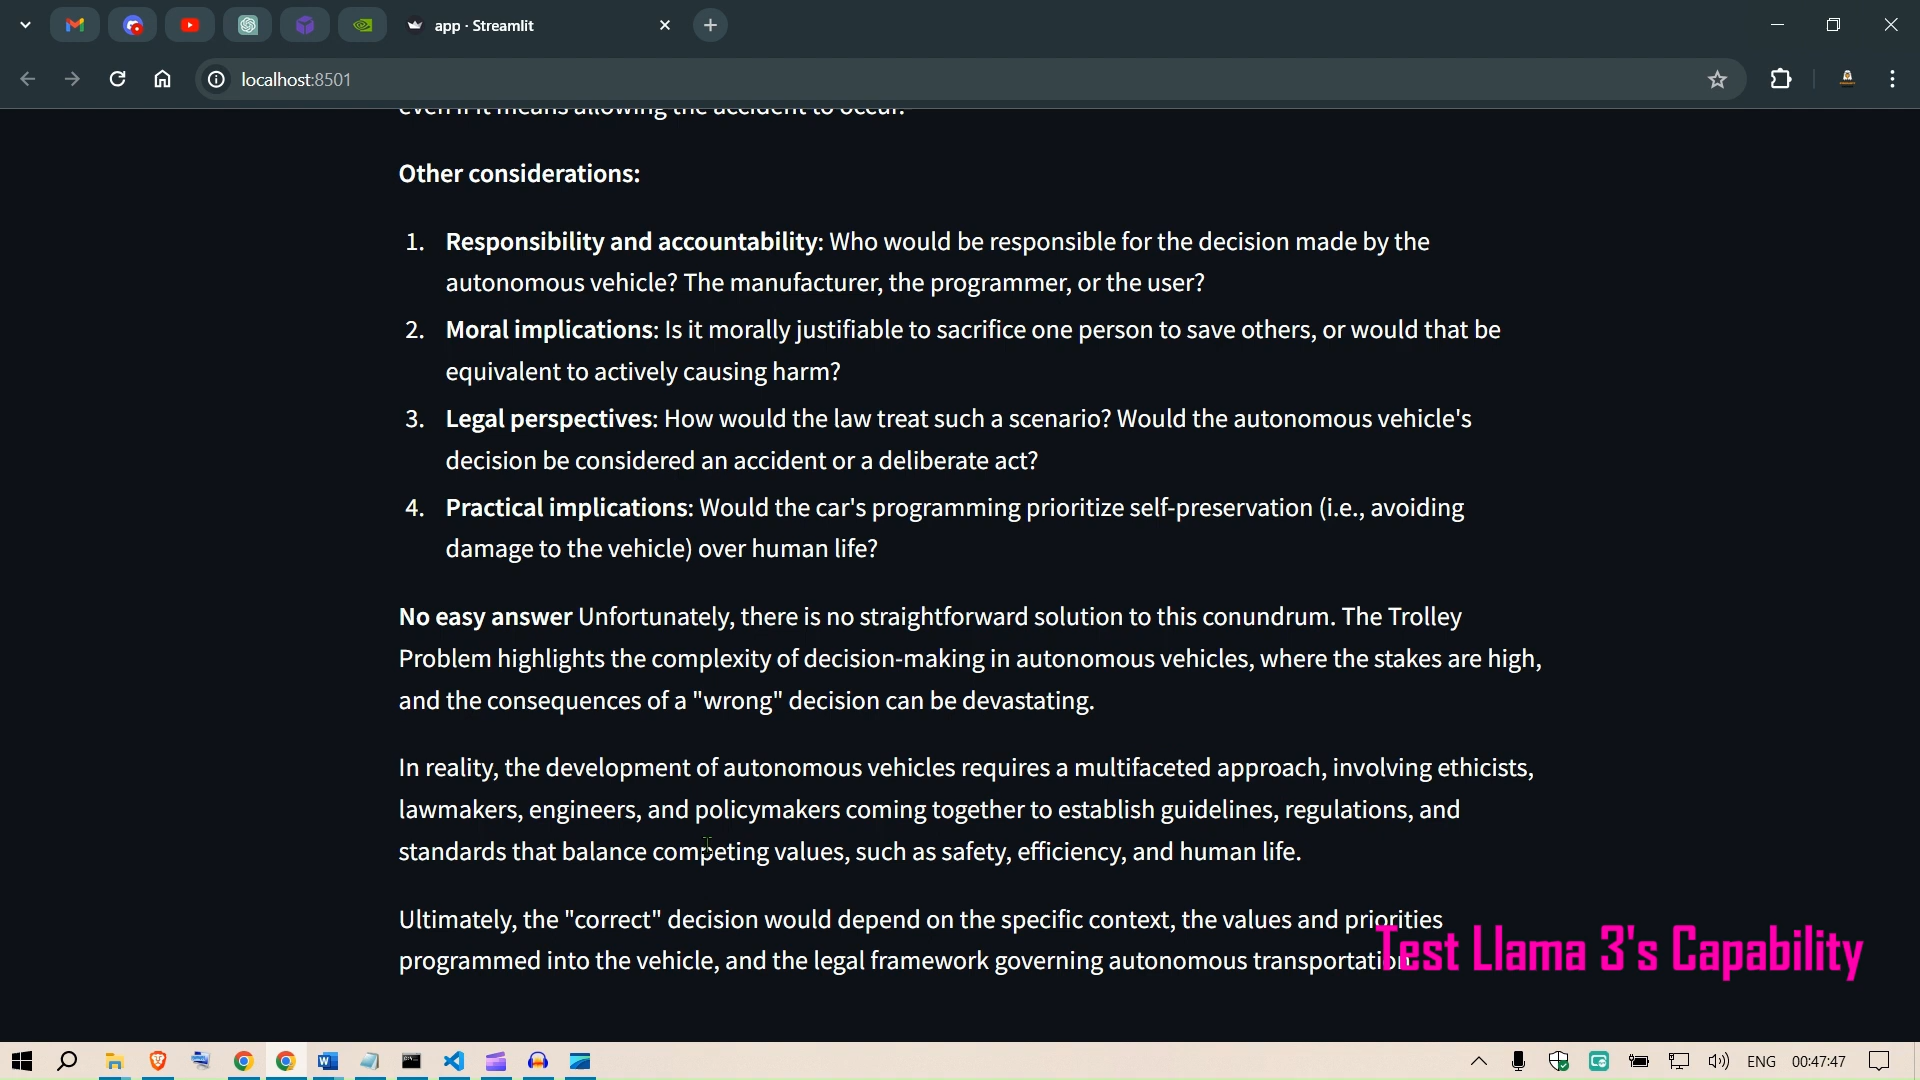 app · Streamlit
localhost:8501
even if it means allowing the accident to occur.
Other considerations:
1. Responsibility and accountability: Who would be responsible for the decision made by the
autonomous vehicle? The manufacturer, the programmer, or the user?
2. Moral implications: Is it morally justifiable to sacrifice one person to save others, or would that be
equivalent to actively causing harm?
3. Legal perspectives: How would the law treat such a scenario? Would the autonomous vehicle's
decision be considered an accident or a deliberate act?
4. Practical implications: Would the car's programming prioritize self-preservation (i.e., avoiding
damage to the vehicle) over human life?
No easy answer Unfortunately, there is no straightforward solution to this conundrum. The Trolley
Problem highlights the complexity of decision-making in autonomous vehicles, where the stakes are high,
and the consequences of a "wrong" decision can be devastating.
In reality, the development of autonomous vehicles requires a multifaceted approach, involving ethicists,
lawmakers, engineers, and policymakers coming together to establish guidelines, regulations, and
standards that balance competing values, such as safety, efficiency, and human life.
Ultimately, the "correct" decision would depend on the specific context, the values and priorities
programmed into the vehicle, and the legal framework governing autonomous transportation
Test Llama 3's Capability
ENG 00:47:47